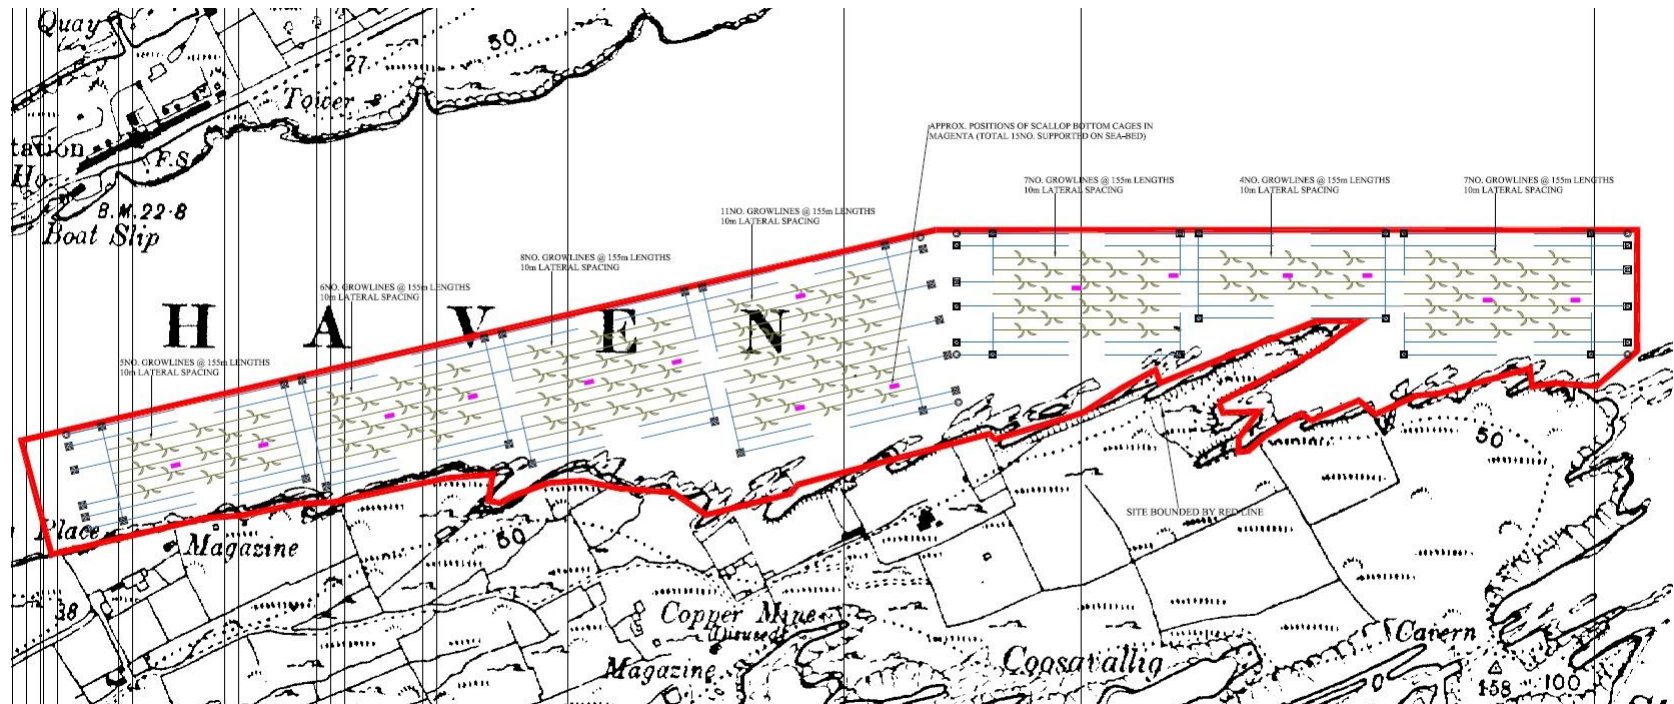 Quay
50
27
Tower
tation
Ho
F.S.
B.M.22·8
Boat Slip
APPROX. POSITIONS OF SCALLOP BOTTOM CAGES IN
MAGENTA (TOTAL 15NO. SUPPORTED ON SEA-BED)
7NO. GROWLINES @ 155m LENGTHS
10m LATERAL SPACING
4NO. GROWLINES @ 155m LENGTHS
10m LATERAL SPACING
7NO. GROWLINES @ 155m LENGTHS
10m LATERAL SPACING
11NO. GROWLINES @ 155m LENGTHS
10m LATERAL SPACING
8NO. GROWLINES @ 155m LENGTHS
10m LATERAL SPACING
6NO. GROWLINES @ 155m LENGTHS
10m LATERAL SPACING
HAVEN
5NO. GROWLINES @ 155m LENGTHS
10m LATERAL SPACING
50
SITE BOUNDED BY RED LINE
Place
Magazine
50
38
Copper Mine
(Disused)
Magazine
Coosavallig
Cavern
158
100